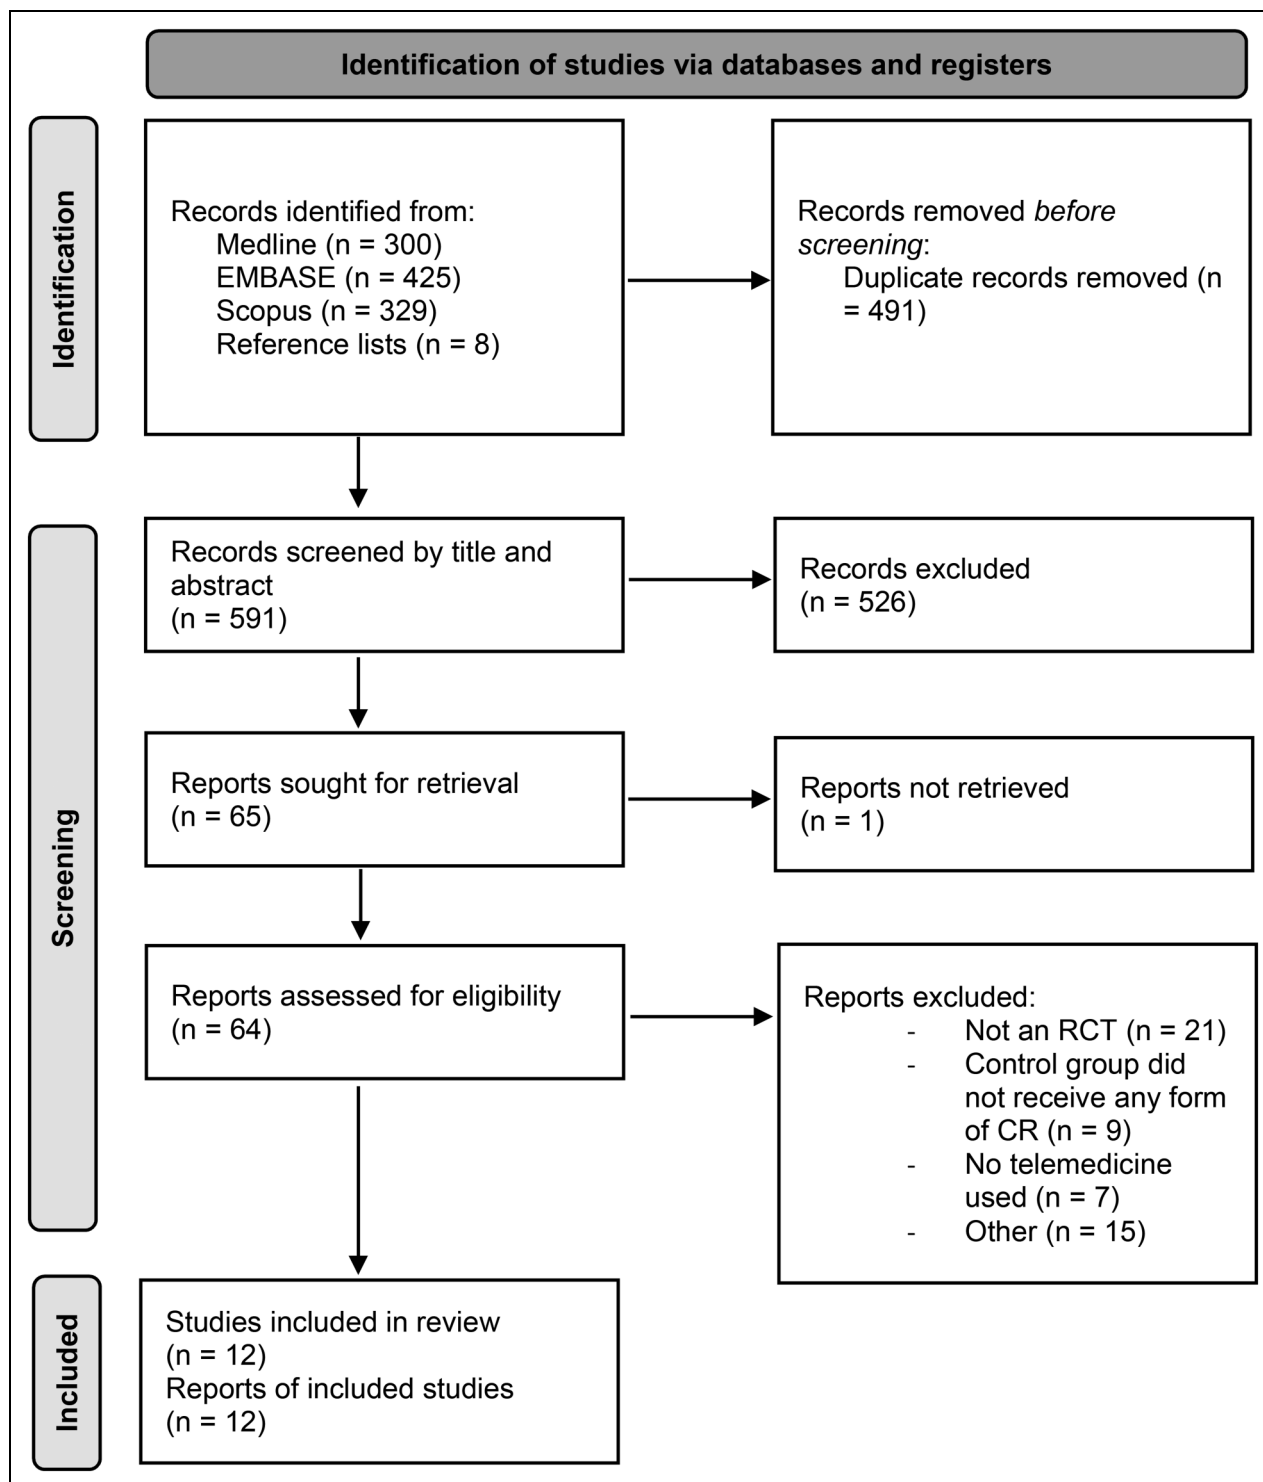 Identification of studies via databases and registers
Identification
Records identified from:
Medline (n = 300)
EMBASE (n = 425)
Scopus (n = 329)
Reference lists (n = 8)
Records removed before
screening:
Duplicate records removed (n
= 491)
Screening
Records screened by title and
abstract
(n = 591)
Records excluded
(n = 526)
Reports sought for retrieval
(n = 65)
Reports not retrieved
(n = 1)
Reports assessed for eligibility
(n = 64)
Reports excluded:
- Not an RCT (n = 21)
- Control group did
not receive any form
of CR (n = 9)
- No telemedicine
used (n = 7)
- Other (n = 15)
Included
Studies included in review
(n = 12)
Reports of included studies
(n = 12)